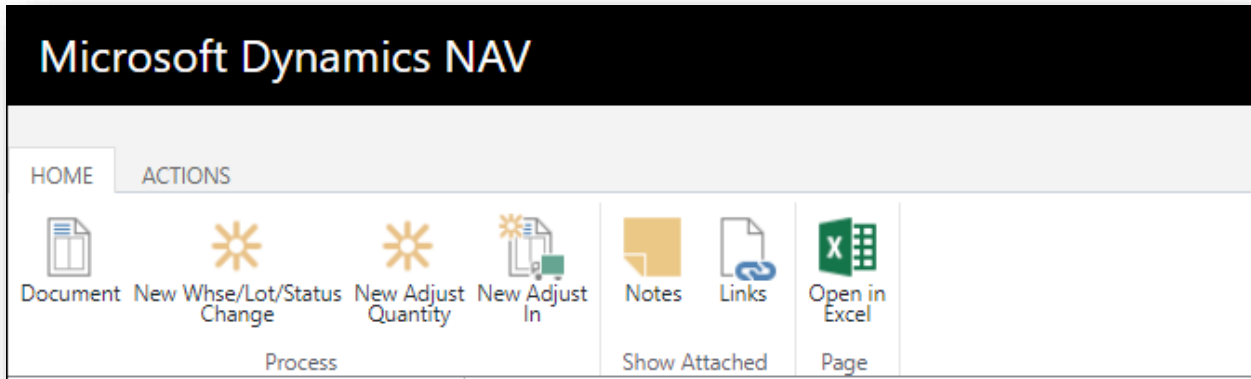 Microsoft Dynamics NAV
HOME ACTIONS
Document New Whse/Lot/Status New Adjust New Adjust Notes Links Open in
Change Quantity In Excel
Process Show Attached Page